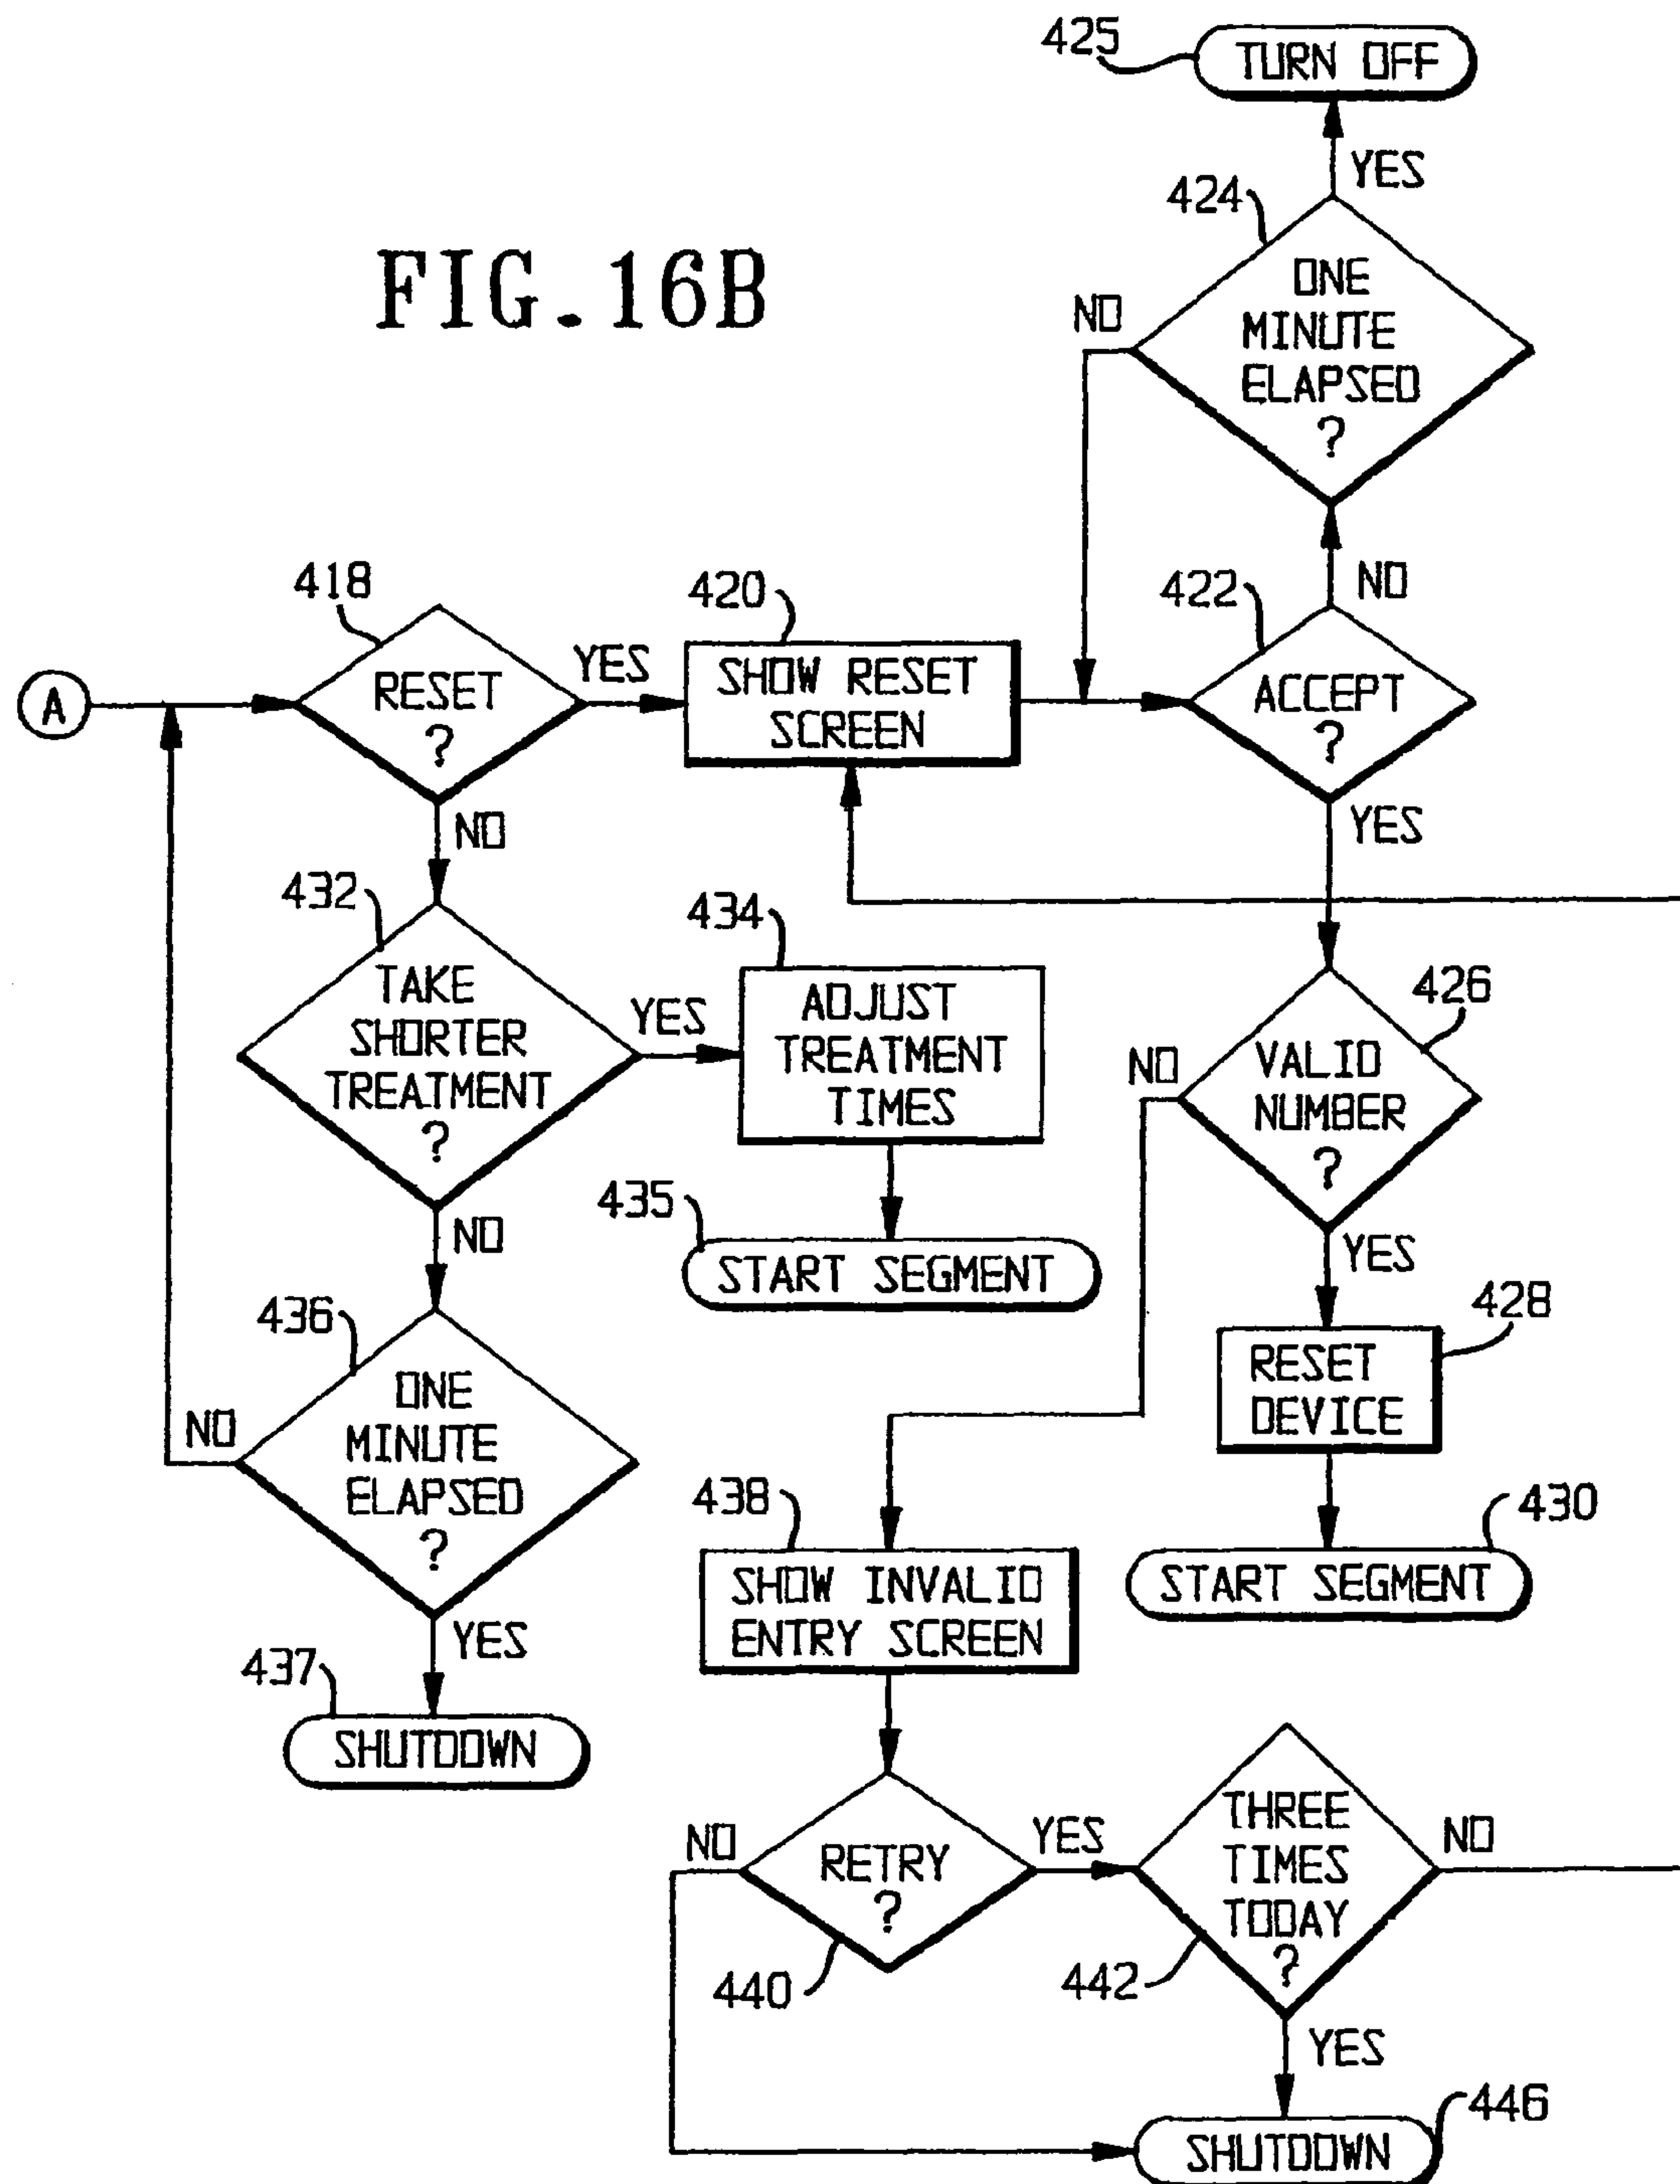 425
TURN OFF
YES
424
FIG.16B
ONE
MINUTE
ELAPSED
?
NO
418
420
422
NO
A
RESET
?
YES
SHOW RESET
SCREEN
ACCEPT
?
NO
YES
432
434
TAKE
SHORTER
TREATMENT
?
YES
ADJUST
TREATMENT
TIMES
426
NO
VALID
NUMBER
?
435
NO
START SEGMENT
YES
436
428
ONE
MINUTE
ELAPSED
?
NO
RESET
DEVICE
438
430
SHOW INVALID
ENTRY SCREEN
START SEGMENT
YES
437
SHUTDOWN
NO
RETRY
?
YES
THREE
TIMES
TODAY
?
NO
440
442
YES
446
SHUTDOWN